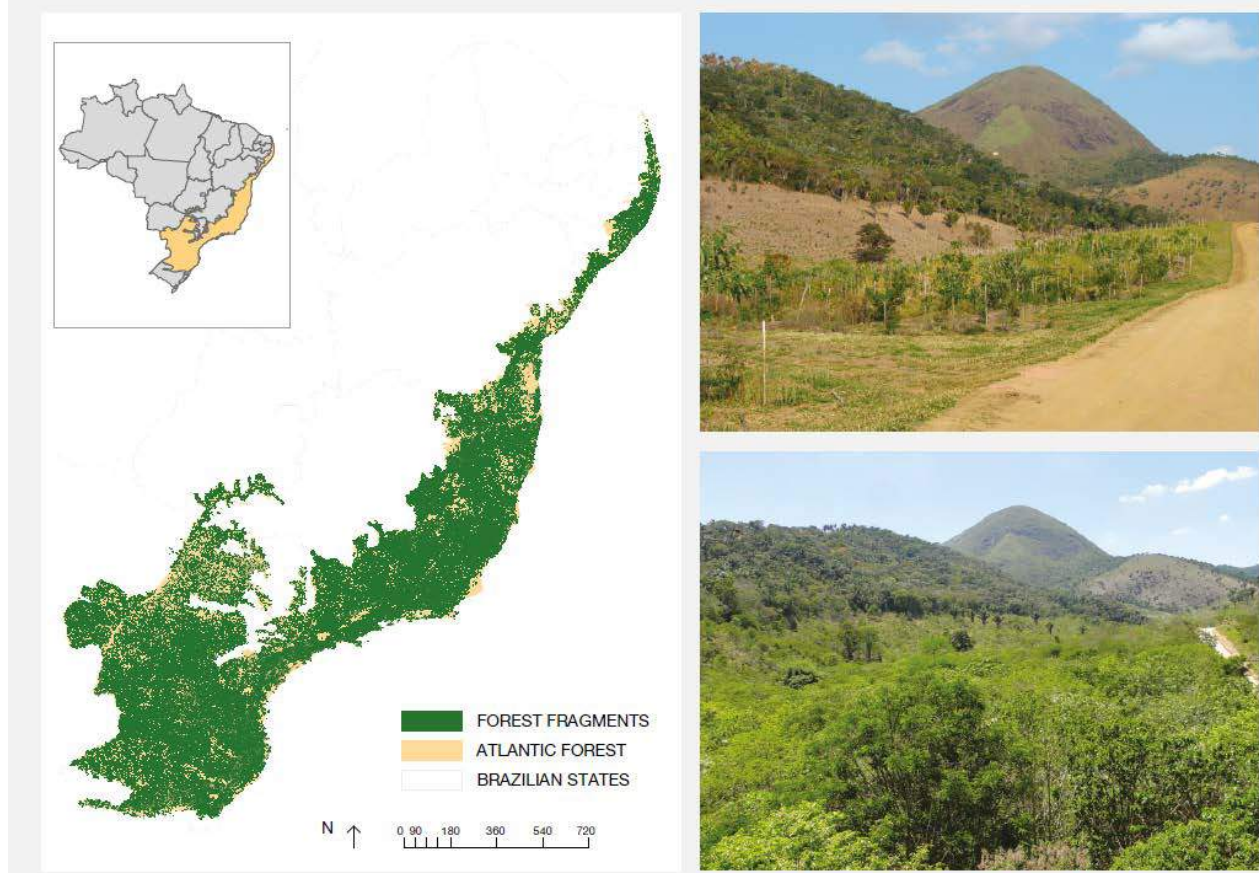 FOREST FRAGMENTS
ATLANTIC FOREST
BRAZILIAN STATES
N
0 90 180 360 540 720